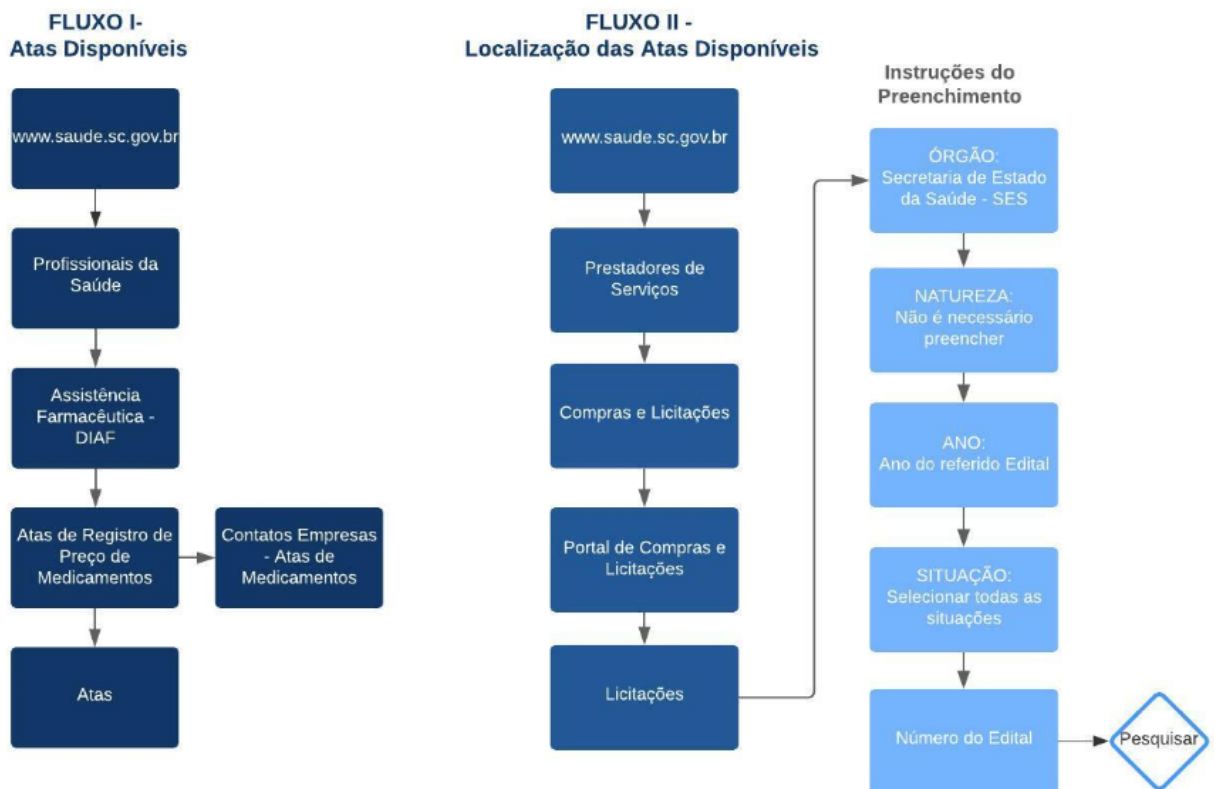 FLUXO I-
Atas Disponíveis
www.saude.sc.gov.br
Profissionais da
Saúde
Assistência
Farmacêutica -
DIAF
Atas de Registro de
Preço de
Medicamentos
Contatos Empresas
- Atas de
Medicamentos
Atas
FLUXO II -
Localização das Atas Disponíveis
www.saude.sc.gov.br
Prestadores de
Serviços
Compras e Licitações
Portal de Compras e
Licitações
Licitações
Instruções do
Preenchimento
ÓRGÃO:
Secretaria de Estado
da Saúde - SES
NATUREZA:
Não é necessário
preencher
ANO:
Ano do referido Edital
SITUAÇÃO:
Selecionar todas as
situações
Número do Edital
Pesquisar